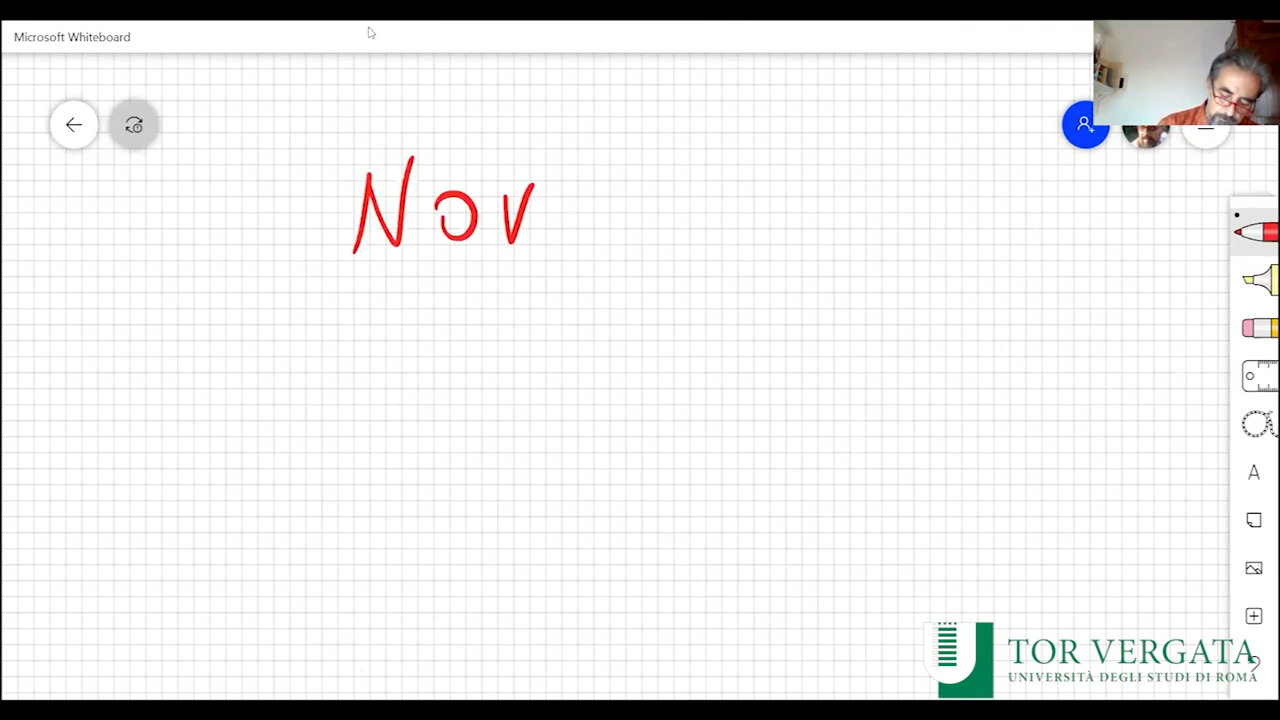 Microsoft Whiteboard
Nov
A
TOR VERGATA
UNIVERSITÀ DEGLI STUDI DI ROMA